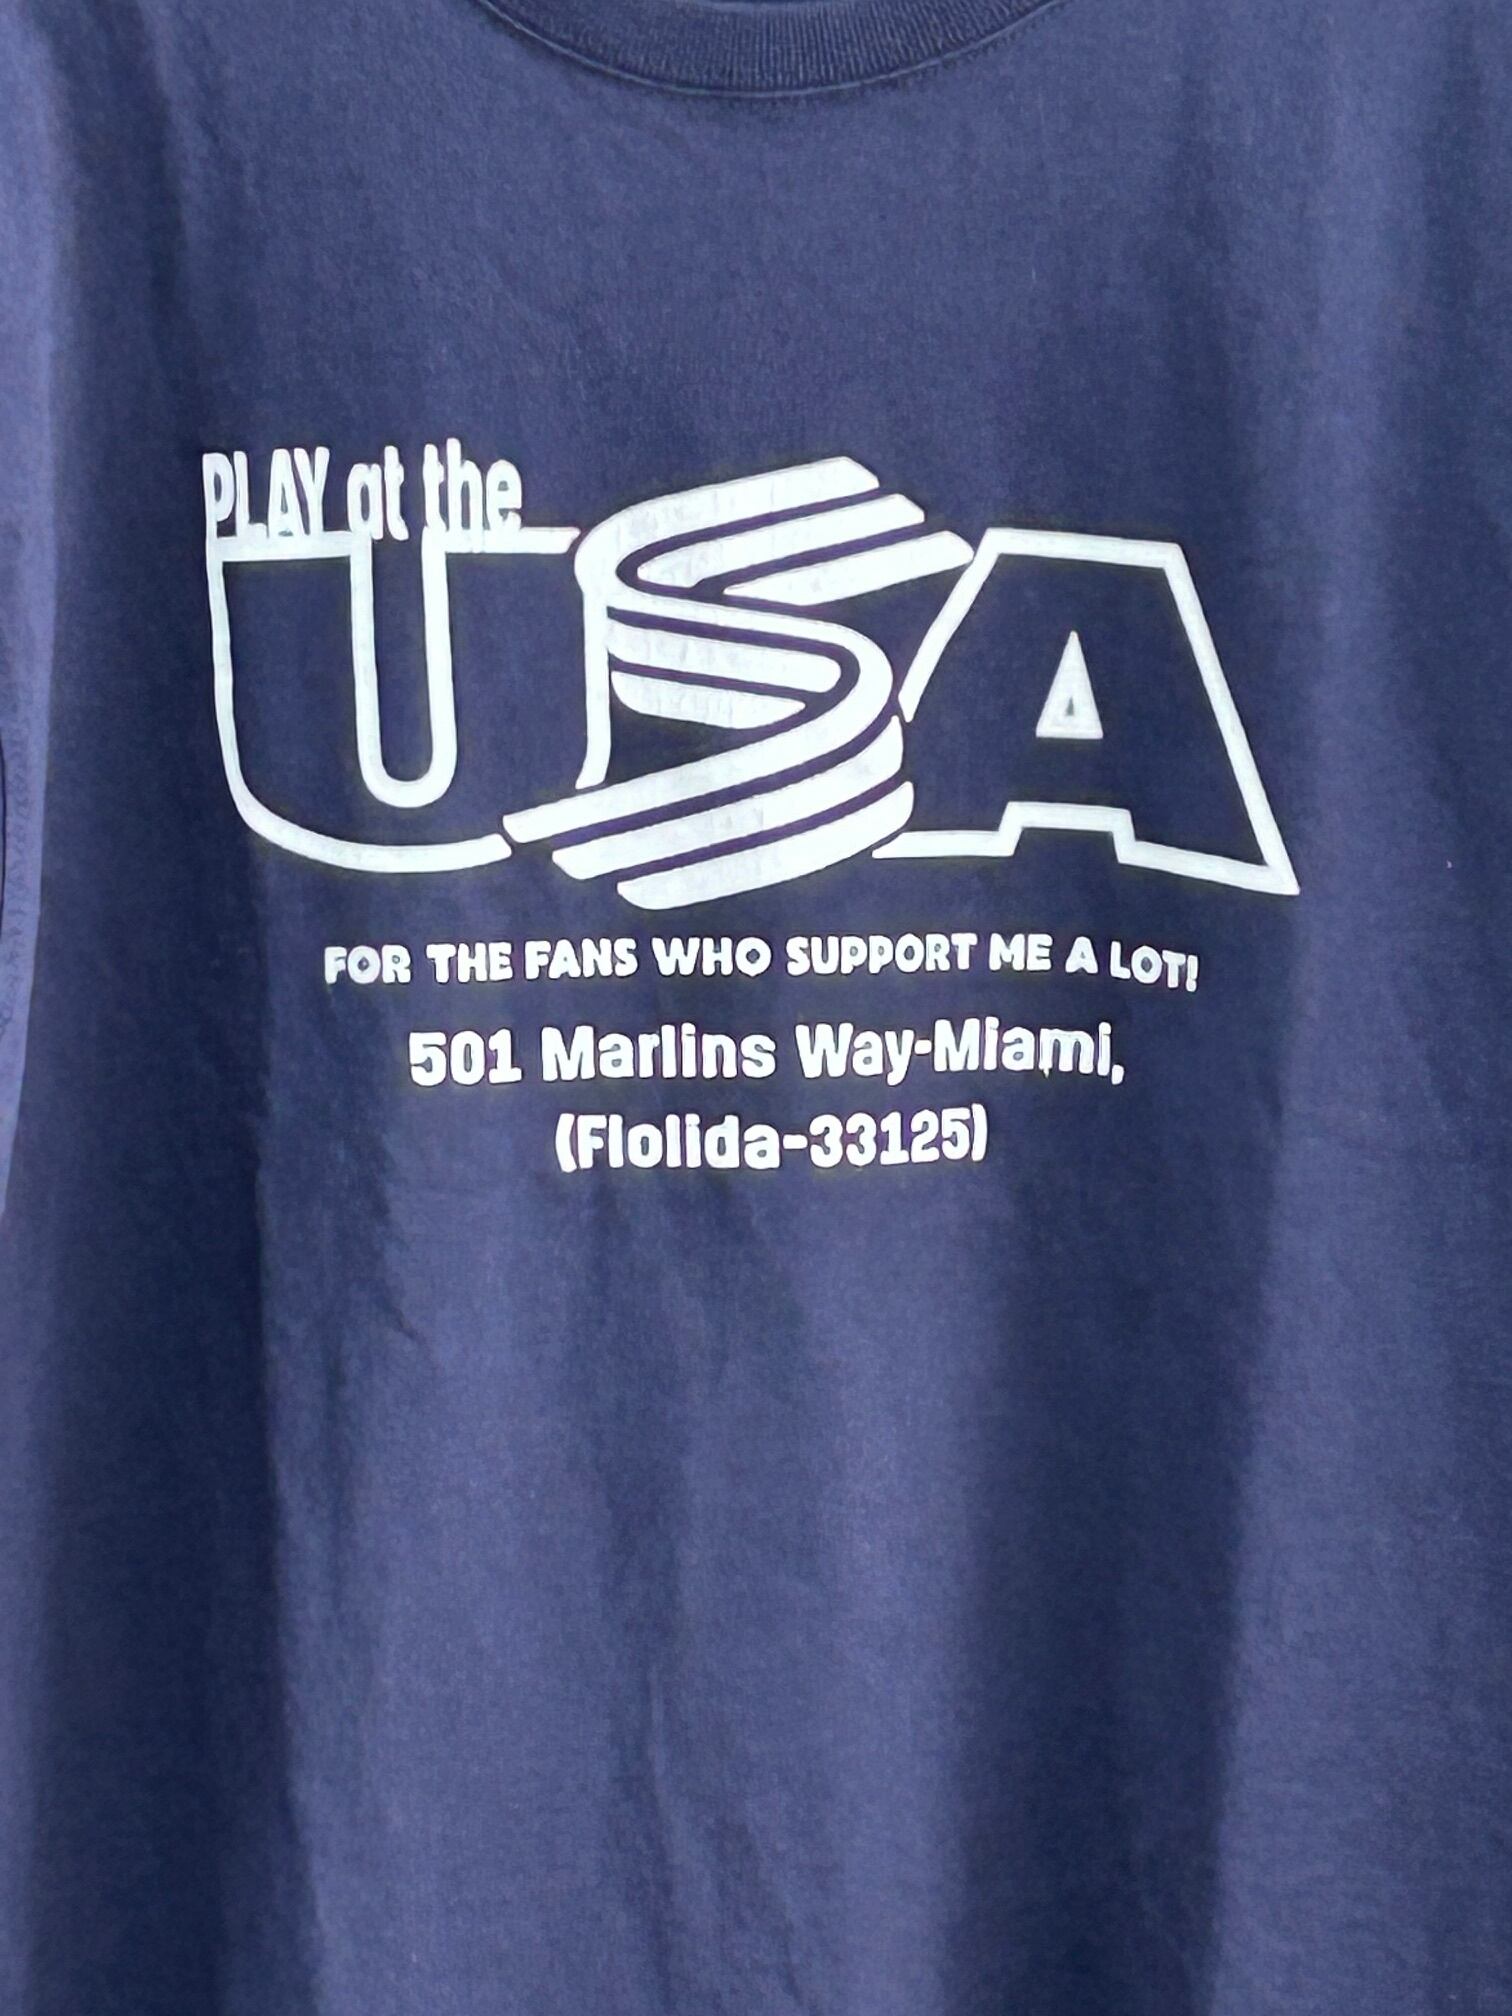 PLAY at the
USA
FOR THE FANS WHO SUPPORT ME A LOT!
501 Marlins Way-Miami,
(Flolida-33125)